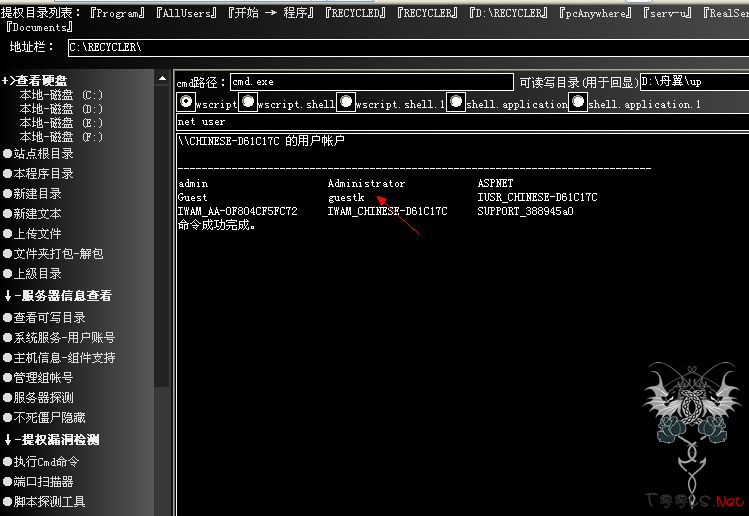 提权目录列表：『Program』『AllUsers』『开始 → 程序』『RECYCLED』『RECYCLER』『D:\RECYCLER』『pcAnywhere』『serv-u』『RealSer
『Documents』
地址栏： C:\RECYCLER\
+>查看硬盘
本地-磁盘 (C:)
本地-磁盘 (D:)
本地-磁盘 (E:)
本地-磁盘 (F:)
●站点根目录
●本程序目录
●新建目录
●新建文本
●上传文件
●文件夹打包-解包
●上级目录
↓-服务器信息查看
●查看可写目录
●系统服务-用户账号
●主机信息-组件支持
●管理组帐号
●服务器探测
●不死僵尸隐藏
↓-提权漏洞检测
●执行Cmd命令
●端口扫描器
●脚本探测工具
cmd路径： cmd.exe 可读写目录(用于回显) D:\舟翼\up
wscript wscript.shell wscript.shell.1 shell.application shell.application.1
net user
\\CHINESE-D61C17C 的用户帐户
-------------------------------------------------------------------------------
admin Administrator ASPNET
Guest guestk IUSR_CHINESE-D61C17C
IWAM_AA-0F804CF5FC72 IWAM_CHINESE-D61C17C SUPPORT_388945a0
命令成功完成。
T00LS.Net